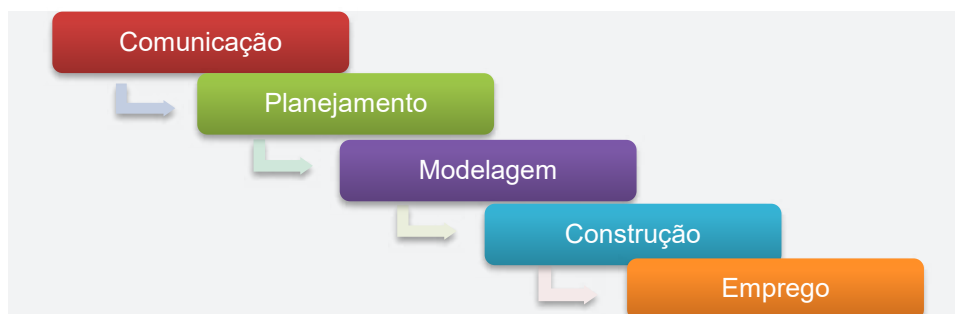 Comunicação
Planejamento
Modelagem
Construção
Emprego